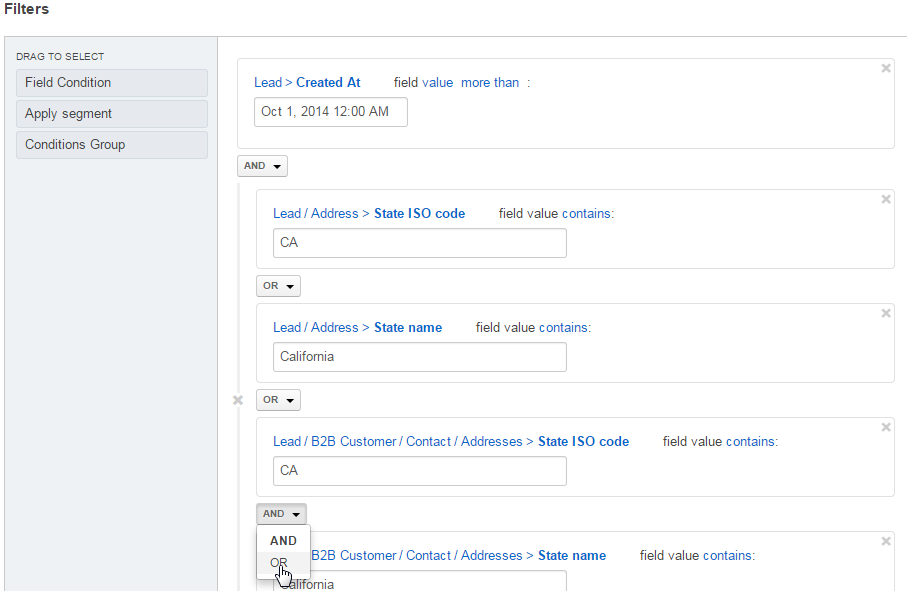 Filters
DRAG TO SELECT
Field Condition
Apply segment
Conditions Group
Lead > Created At field value more than :
Oct 1, 2014 12:00 AM
AND
Lead / Address > State ISO code field value contains:
CA
OR
Lead / Address > State name field value contains:
California
OR
Lead / B2B Customer / Contact / Addresses > State ISO code field value contains:
CA
AND
AND
B2B Customer / Contact / Addresses > State name field value contains:
OR
California